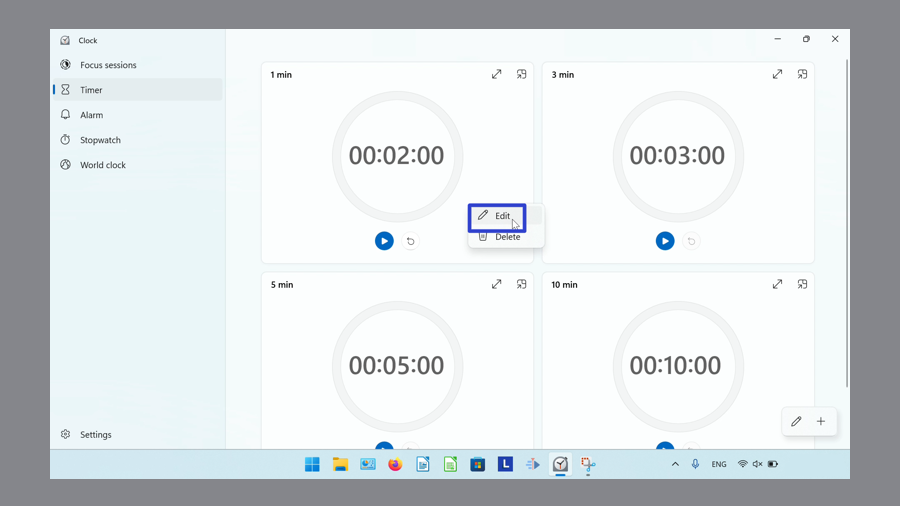 Clock
Focus sessions
Timer
Alarm
Stopwatch
World clock
Settings
1 min
00:02:00
3 min
00:03:00
Edit
Delete
5 min
00:05:00
10 min
00:10:00
L
ENG